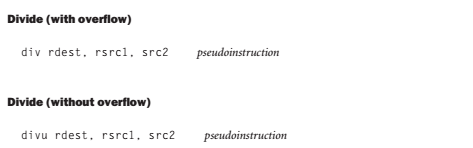 Divide (with overflow)
div rdest, rsrc1, src2 pseudoinstruction
Divide (without overflow)
divu rdest, rsrc1, src2 pseudoinstruction